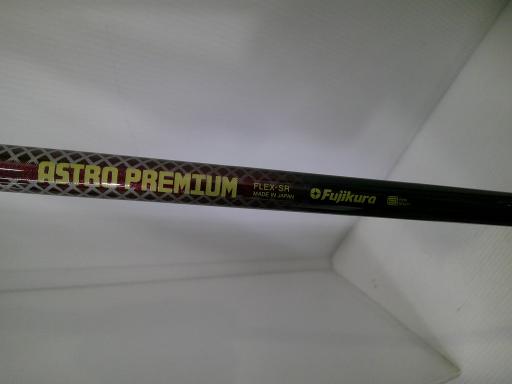 ASTRO PREMIUM
FLEX-SR
MADE IN JAPAN
Fujikura